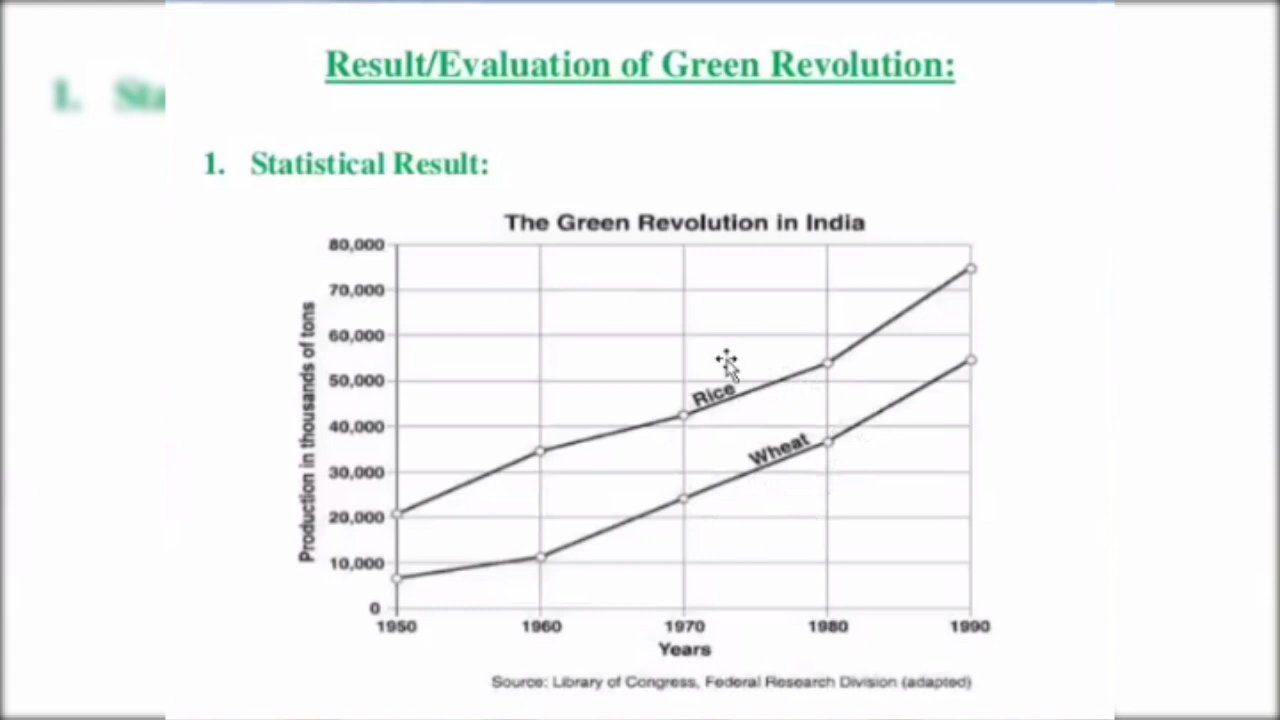 Result/Evaluation of Green Revolution:
1. Sta
1. Statistical Result:
The Green Revolution in India
80,000
70,000
60,000
50,000
40,000
30,000
20,000
10,000
0
Production in thousands of tons
Rice
Wheat
1950 1960 1970 1980 1990
Years
Source: Library of Congress, Federal Research Division (adapted)